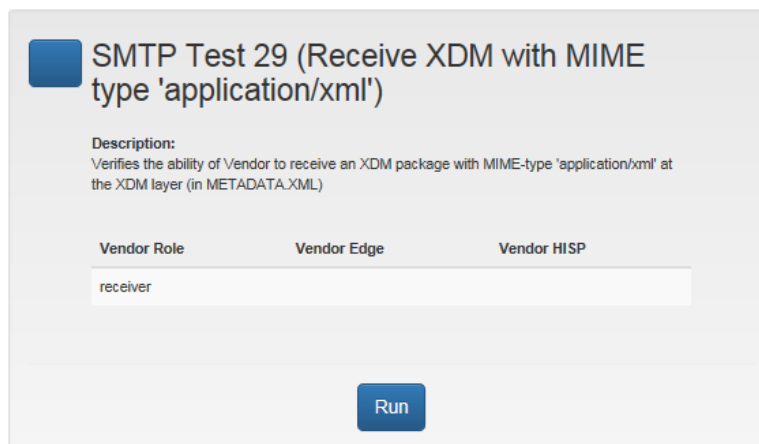 SMTP Test 29 (Receive XDM with MIME
type 'application/xml')
Description:
Verifies the ability of Vendor to receive an XDM package with MIME-type 'application/xml' at
the XDM layer (in METADATA.XML)
Vendor Role Vendor Edge Vendor HISP
receiver
Run